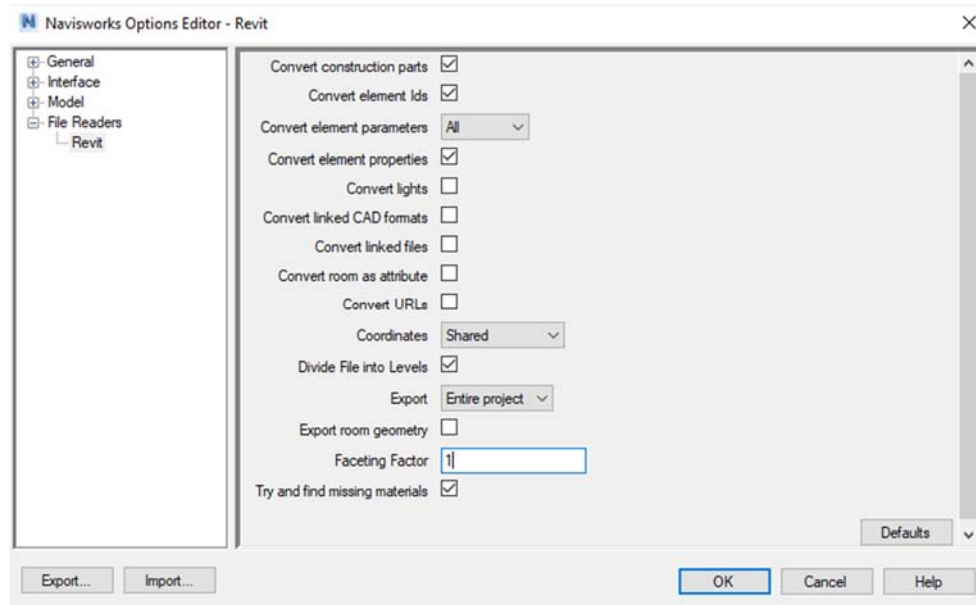 Navisworks Options Editor - Revit
General
Interface
Model
File Readers
Revit
Convert construction parts
Convert element Ids
Convert element parameters All
Convert element properties
Convert lights
Convert linked CAD formats
Convert linked files
Convert room as attribute
Convert URLs
Coordinates Shared
Divide File into Levels
Export Entire project
Export room geometry
Faceting Factor 1
Try and find missing materials
Defaults
Export... Import... OK Cancel Help